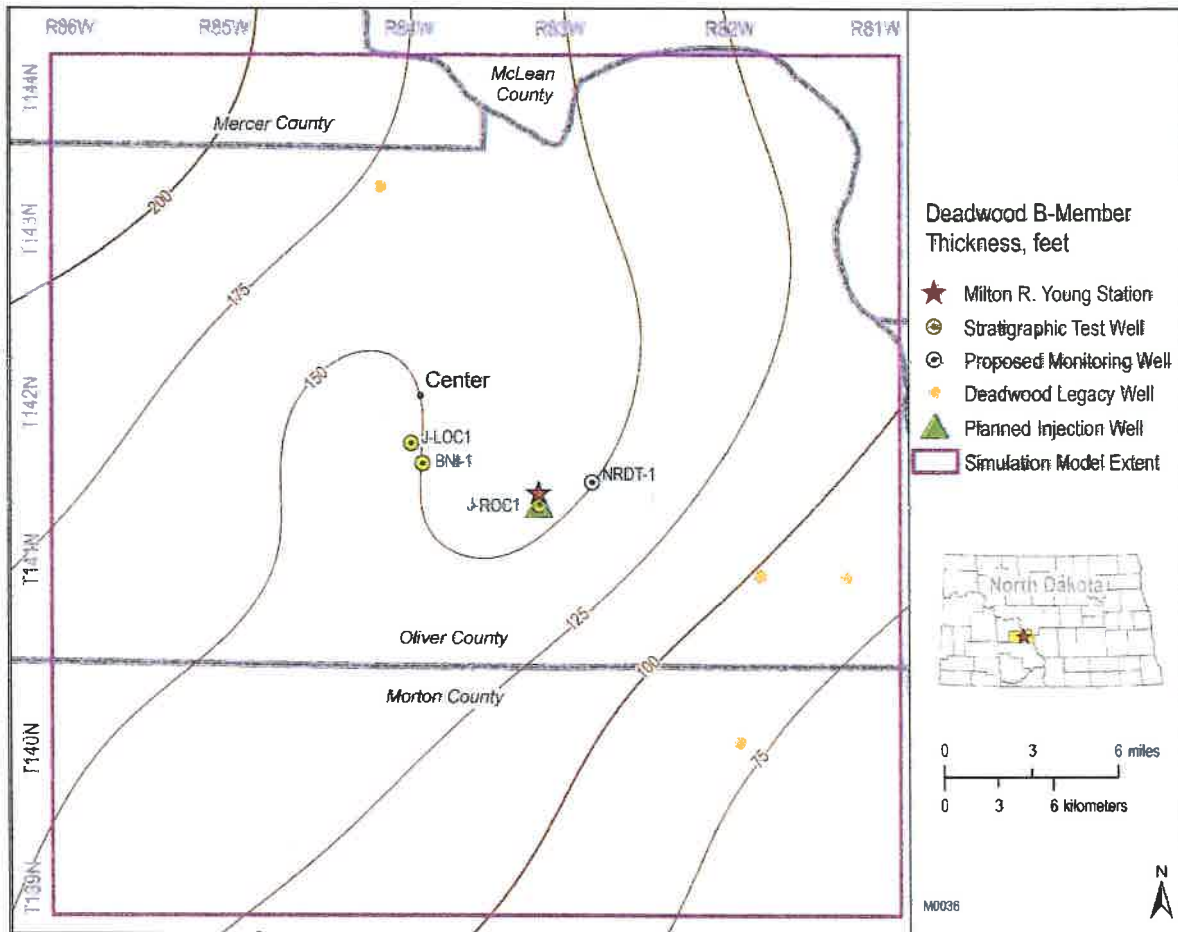 R86W
R85W
R84W
R83W
R82W
R81W
T144N
T143N
T142N
T141N
T140N
T139N
McLean
County
Mercer County
200
175
150
Center
J-LOC1
BNI-1
J-ROC1
NRDT-1
125
Oliver County
100
Morton County
75
Deadwood B-Member
Thickness, feet
Milton R. Young Station
Stratigraphic Test Well
Proposed Monitoring Well
Deadwood Legacy Well
Planned Injection Well
Simulation Model Extent
North Dakota
0 3 6 miles
0 3 6 kilometers
M0036
N